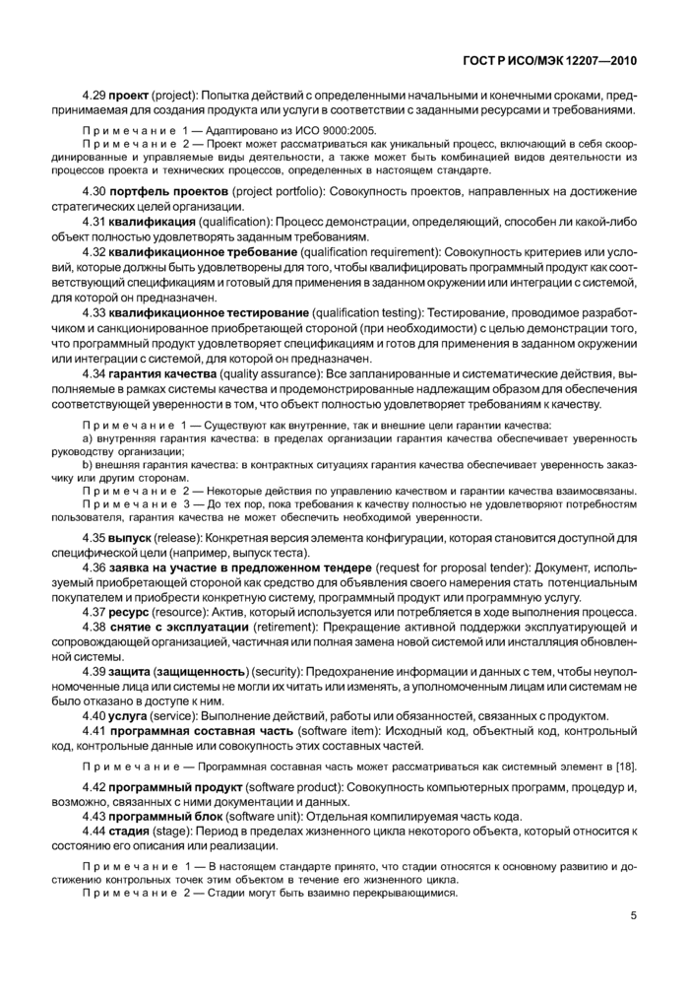 ГОСТ Р ИСО/МЭК 12207—2010
4.29 проект (project): Попытка действий с определенными начальными и конечными сроками, пред-
принимаемая для создания продукта или услуги в соответствии с заданными ресурсами и требованиями.
Примечание 1 — Адаптировано из ИСО 9000:2005.
Примечание 2 — Проект может рассматриваться как уникальный процесс, включающий в себя скоор-
динированные и управляемые виды деятельности, а также может быть комбинацией видов деятельности из
процессов проекта и технических процессов, определенных в настоящем стандарте.
4.30 портфель проектов (project portfolio): Совокупность проектов, направленных на достижение
стратегических целей организации.
4.31 квалификация (qualification): Процесс демонстрации, определяющий, способен ли какой-либо
объект полностью удовлетворять заданным требованиям.
4.32 квалификационное требование (qualification requirement): Совокупность критериев или усло-
вий, которые должны быть удовлетворены для того, чтобы квалифицировать программный продукт как соот-
ветствующий спецификациям и готовый для применения в заданном окружении или интеграции с системой,
для которой он предназначен.
4.33 квалификационное тестирование (qualification testing): Тестирование, проводимое разработ-
чиком и санкционированное приобретающей стороной (при необходимости) с целью демонстрации того,
что программный продукт удовлетворяет спецификациям и готов для применения в заданном окружении
или интеграции с системой, для которой он предназначен.
4.34 гарантия качества (quality assurance): Все запланированные и систематические действия, вы-
полняемые в рамках системы качества и продемонстрированные надлежащим образом для обеспечения
соответствующей уверенности в том, что объект полностью удовлетворяет требованиям к качеству.
Примечание 1 — Существуют как внутренние, так и внешние цели гарантии качества:
a) внутренняя гарантия качества: в пределах организации гарантия качества обеспечивает уверенность
руководству организации;
b) внешняя гарантия качества: в контрактных ситуациях гарантия качества обеспечивает уверенность заказ-
чику или другим сторонам.
Примечание 2 — Некоторые действия по управлению качеством и гарантии качества взаимосвязаны.
Примечание 3 — До тех пор, пока требования к качеству полностью не удовлетворяют потребностям
пользователя, гарантия качества не может обеспечить необходимой уверенности.
4.35 выпуск (release): Конкретная версия элемента конфигурации, которая становится доступной для
специфической цели (например, выпуск теста).
4.36 заявка на участие в предложенном тендере (request for proposal tender): Документ, исполь-
зуемый приобретающей стороной как средство для объявления своего намерения стать потенциальным
покупателем и приобрести конкретную систему, программный продукт или программную услугу.
4.37 ресурс (resource): Актив, который используется или потребляется в ходе выполнения процесса.
4.38 снятие с эксплуатации (retirement): Прекращение активной поддержки эксплуатирующей и
сопровождающей организацией, частичная или полная замена новой системой или инсталляция обновлен-
ной системы.
4.39 защита (защищенность) (security): Предохранение информации и данных с тем, чтобы неупол-
номоченные лица или системы не могли их читать или изменять, а уполномоченным лицам или системам не
было отказано в доступе к ним.
4.40 услуга (service): Выполнение действий, работы или обязанностей, связанных с продуктом.
4.41 программная составная часть (software item): Исходный код, объектный код, контрольный
код, контрольные данные или совокупность этих составных частей.
Примечание — Программная составная часть может рассматриваться как системный элемент в [18].
4.42 программный продукт (software product): Совокупность компьютерных программ, процедур и,
возможно, связанных с ними документации и данных.
4.43 программный блок (software unit): Отдельная компилируемая часть кода.
4.44 стадия (stage): Период в пределах жизненного цикла некоторого объекта, который относится к
состоянию его описания или реализации.
Примечание 1 — В настоящем стандарте принято, что стадии относятся к основному развитию и до-
стижению контрольных точек этим объектом в течение его жизненного цикла.
Примечание 2 — Стадии могут быть взаимно перекрывающимися.
5